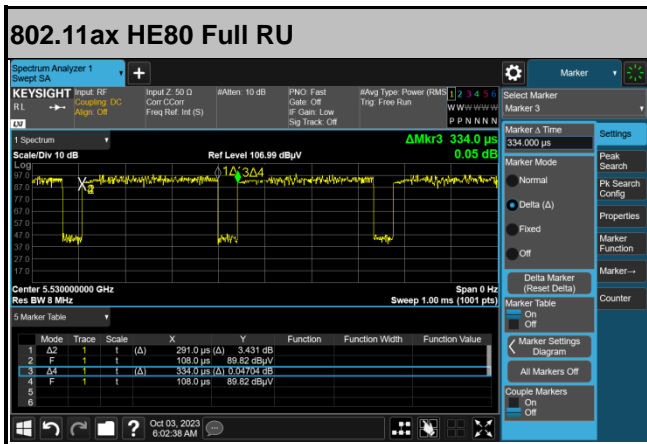 802.11ax HE80 Full RU
Spectrum Analyzer 1
Swept SA
Marker
KEYSIGHT
RL
Input: RF
Coupling: DC
Align: Off
Input Z: 50 Ω
Corr CCorr
Freq Ref: Int (S)
#Atten: 10 dB
PNO: Fast
Gate: Off
IF Gain: Low
Sig Track: Off
#Avg Type: Power (RMS
Trig: Free Run
1 2 3 4 5 6
W W W W W W
P P N N N N
LXI
Select Marker
Marker 3
1 Spectrum
ΔMkr3 334.0 µs
0.05 dB
Scale/Div 10 dB
Ref Level 106.99 dBµV
Log
97.0
87.0
77.0
67.0
57.0
47.0
37.0
27.0
17.0
1Δ 3Δ4
X
Center 5.530000000 GHz
Res BW 8 MHz
Span 0 Hz
Sweep 1.00 ms (1001 pts)
5 Marker Table
Mode Trace Scale X Y Function Function Width Function Value
1 Δ2 1 t (Δ) 291.0 µs (Δ) 3.431 dB
2 F 1 t 108.0 µs 89.82 dBµV
3 Δ4 1 t (Δ) 334.0 µs (Δ) 0.04704 dB
4 F 1 t 108.0 µs 89.82 dBµV
5
6
Marker Δ Time
334.000 µs
Marker Mode
Normal
Delta (Δ)
Fixed
Off
Delta Marker
(Reset Delta)
Marker Table
On
Off
Marker Settings
Diagram
All Markers Off
Couple Markers
On
Off
Settings
Peak
Search
Pk Search
Config
Properties
Marker
Function
Marker→
Counter
?
Oct 03, 2023
6:02:38 AM